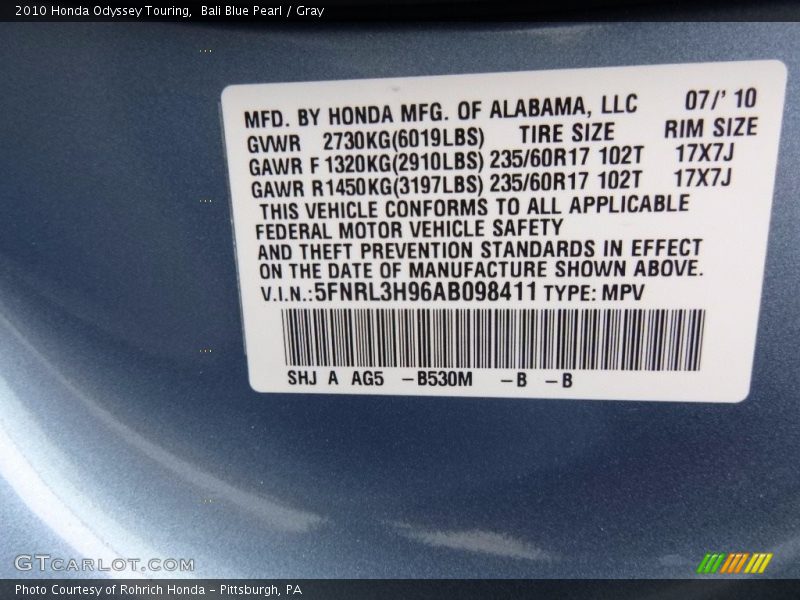 2010 Honda Odyssey Touring,  Bali Blue Pearl / Gray
MFD. BY HONDA MFG. OF ALABAMA, LLC 07/' 10
GVWR 2730KG(6019LBS) TIRE SIZE RIM SIZE
GAWR F 1320KG(2910LBS) 235/60R17 102T 17X7J
GAWR R1450KG(3197LBS) 235/60R17 102T 17X7J
THIS VEHICLE CONFORMS TO ALL APPLICABLE
FEDERAL MOTOR VEHICLE SAFETY
AND THEFT PREVENTION STANDARDS IN EFFECT
ON THE DATE OF MANUFACTURE SHOWN ABOVE.
V.I.N.:5FNRL3H96AB098411 TYPE: MPV
SHJ A AG5 -B530M -B -B
GTCARLOT.COM
Photo Courtesy of Rohrich Honda - Pittsburgh, PA